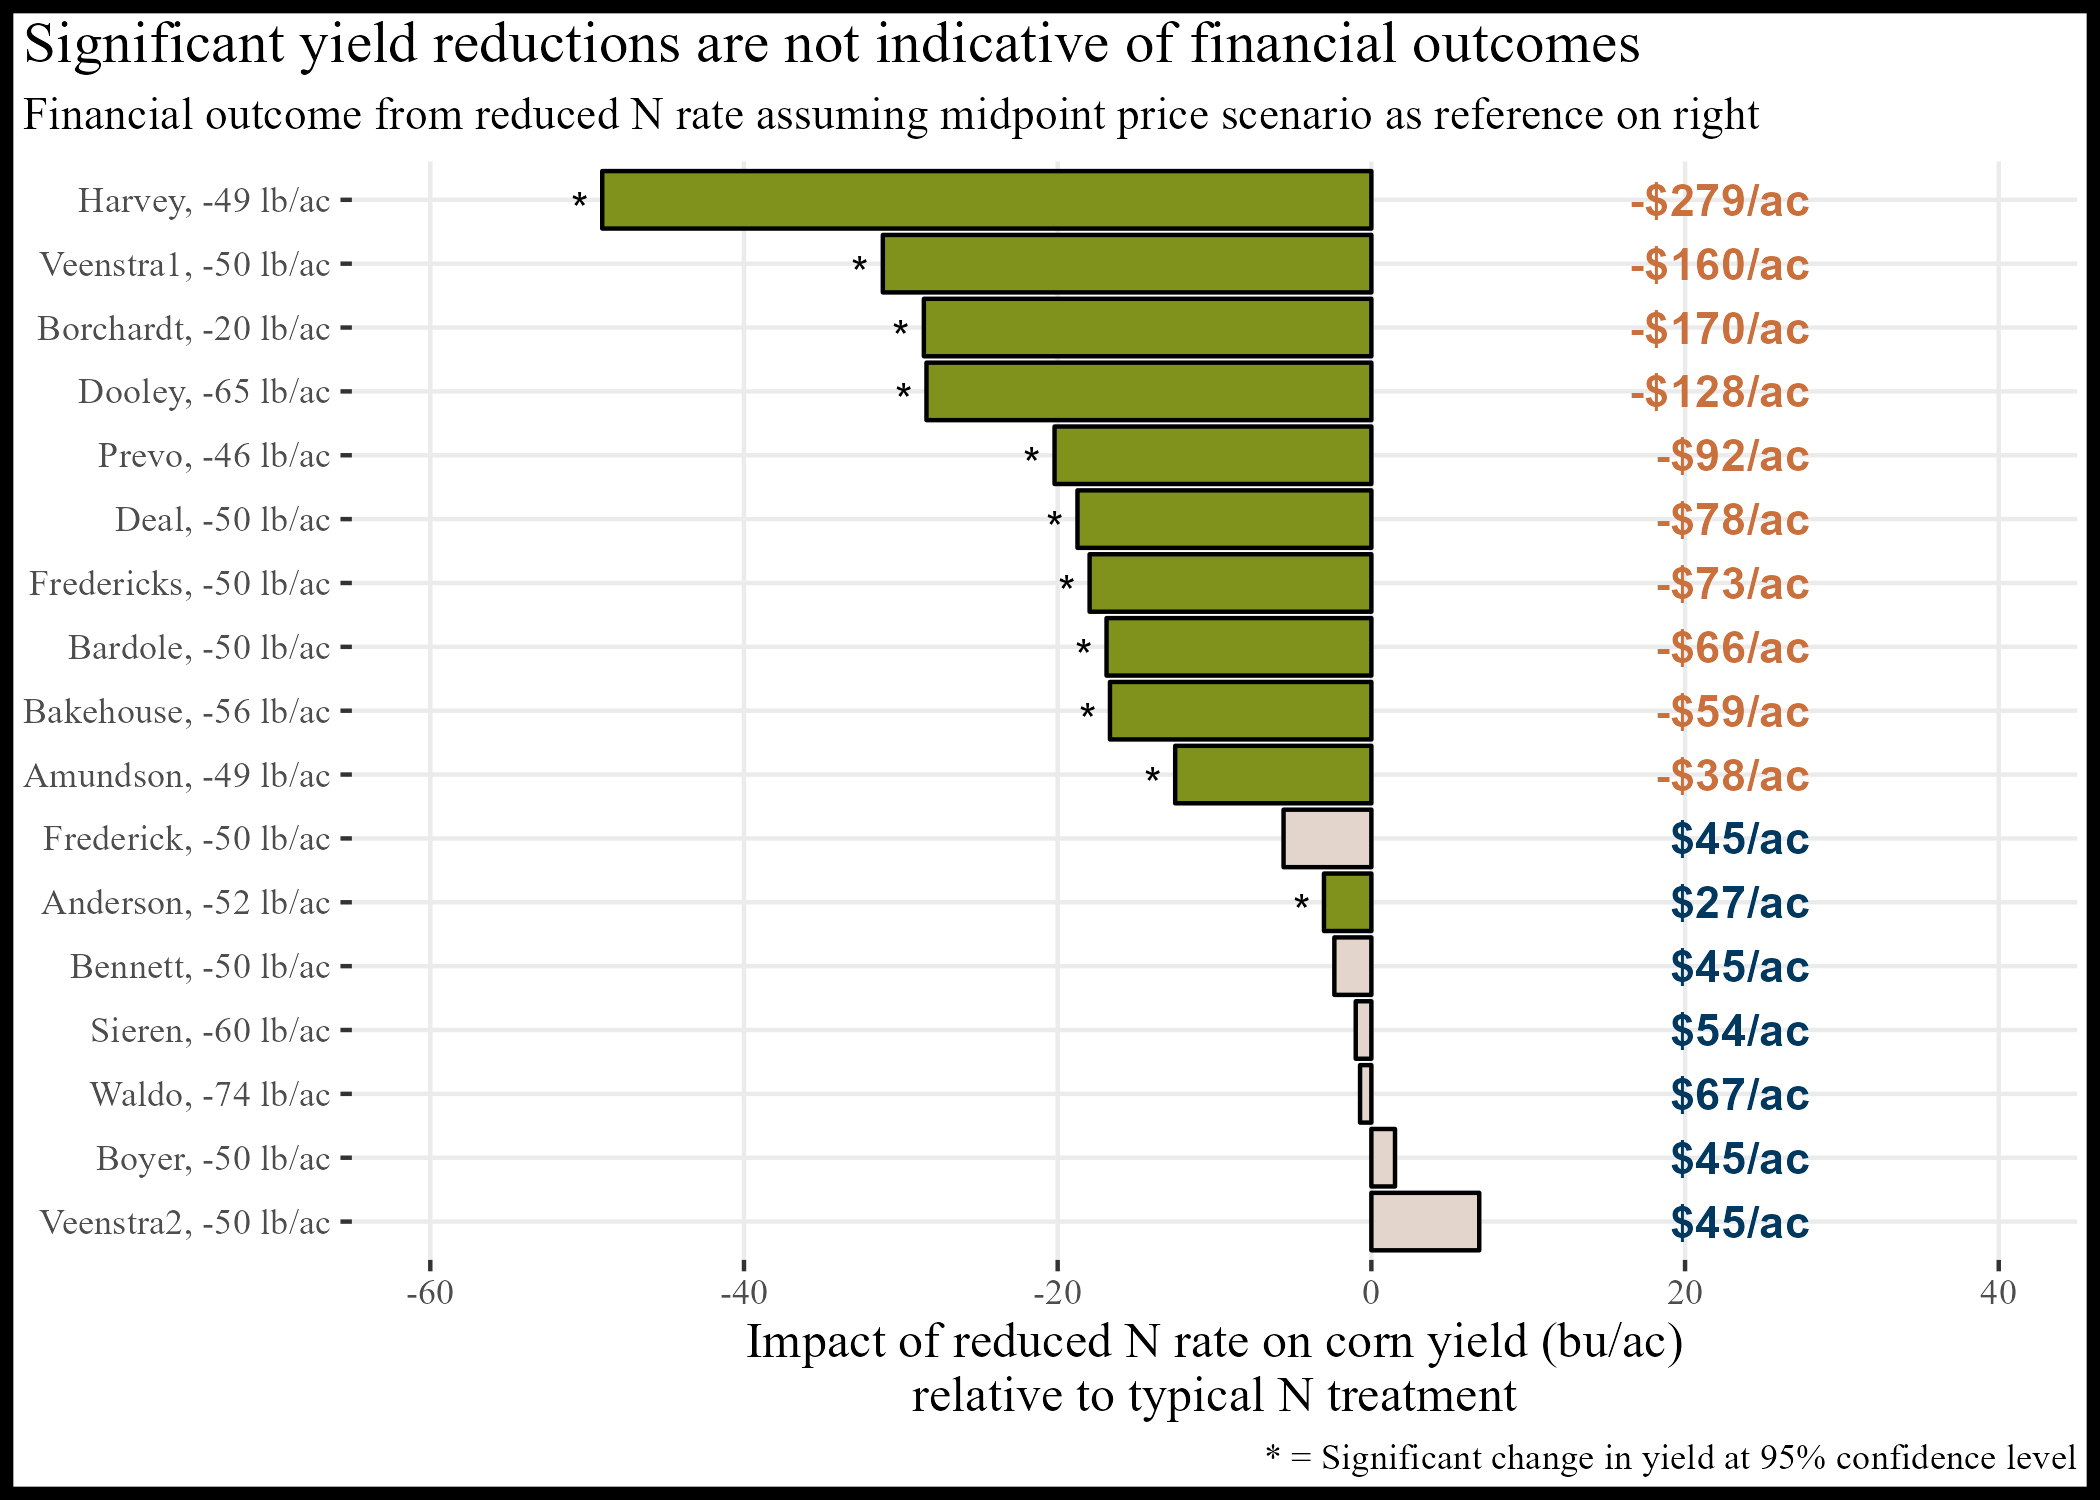 Significant yield reductions are not indicative of financial outcomes
Financial outcome from reduced N rate assuming midpoint price scenario as reference on right
Harvey, -49 lb/ac * -$279/ac
Veenstra1, -50 lb/ac * -$160/ac
Borchardt, -20 lb/ac * -$170/ac
Dooley, -65 lb/ac * -$128/ac
Prevo, -46 lb/ac * -$92/ac
Deal, -50 lb/ac * -$78/ac
Fredericks, -50 lb/ac * -$73/ac
Bardole, -50 lb/ac * -$66/ac
Bakehouse, -56 lb/ac * -$59/ac
Amundson, -49 lb/ac * -$38/ac
Frederick, -50 lb/ac $45/ac
Anderson, -52 lb/ac * $27/ac
Bennett, -50 lb/ac $45/ac
Sieren, -60 lb/ac $54/ac
Waldo, -74 lb/ac $67/ac
Boyer, -50 lb/ac $45/ac
Veenstra2, -50 lb/ac $45/ac
-60 -40 -20 0 20 40
Impact of reduced N rate on corn yield (bu/ac)
relative to typical N treatment
* = Significant change in yield at 95% confidence level